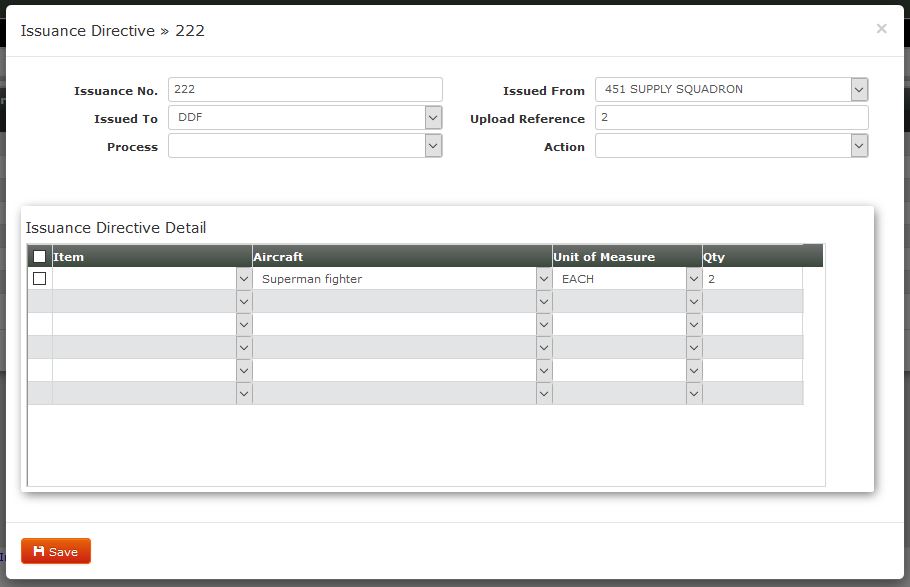 Issuance Directive » 222
×
Issuance No. 222 Issued From 451 SUPPLY SQUADRON
Issued To DDF Upload Reference 2
Process Action
Issuance Directive Detail
Item Aircraft Unit of Measure Qty
Superman fighter EACH 2
Save